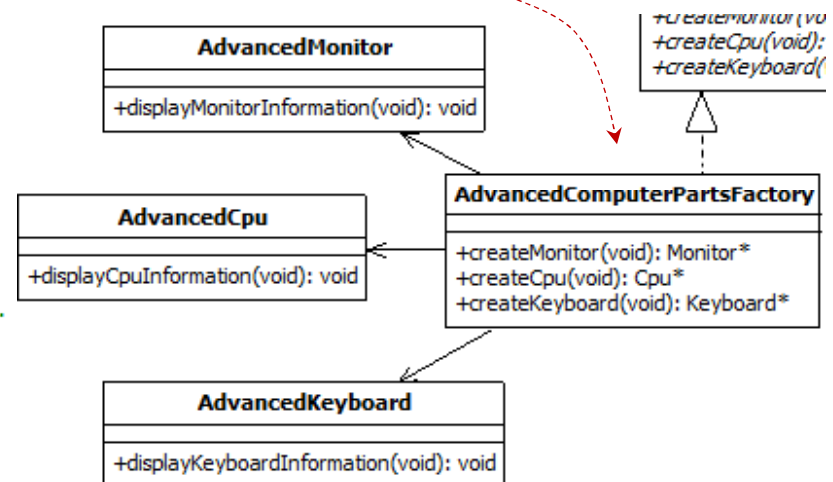 +createMonitor(vo
+createCpu(void):
+createKeyboard(
AdvancedMonitor
+displayMonitorInformation(void): void
AdvancedComputerPartsFactory
+createMonitor(void): Monitor*
+createCpu(void): Cpu*
+createKeyboard(void): Keyboard*
AdvancedCpu
+displayCpuInformation(void): void
AdvancedKeyboard
+displayKeyboardInformation(void): void